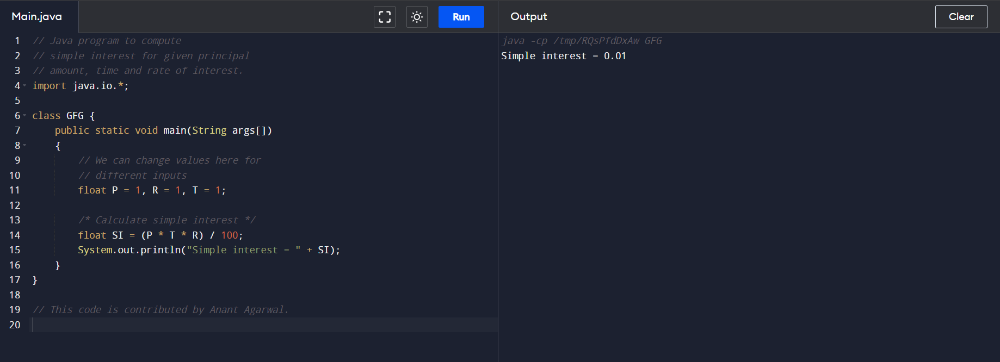 Main.java
Run
Output
Clear
1 // Java program to compute
2 // simple interest for given principal
3 // amount, time and rate of interest.
4 import java.io.*;
5
6 class GFG {
7     public static void main(String args[])
8     {
9         // We can change values here for
10         // different inputs
11         float P = 1, R = 1, T = 1;
12
13         /* Calculate simple interest */
14         float SI = (P * T * R) / 100;
15         System.out.println("Simple interest = " + SI);
16     }
17 }
18
19 // This code is contributed by Anant Agarwal.
20
java -cp /tmp/RQsPfdDxAw GFG
Simple interest = 0.01